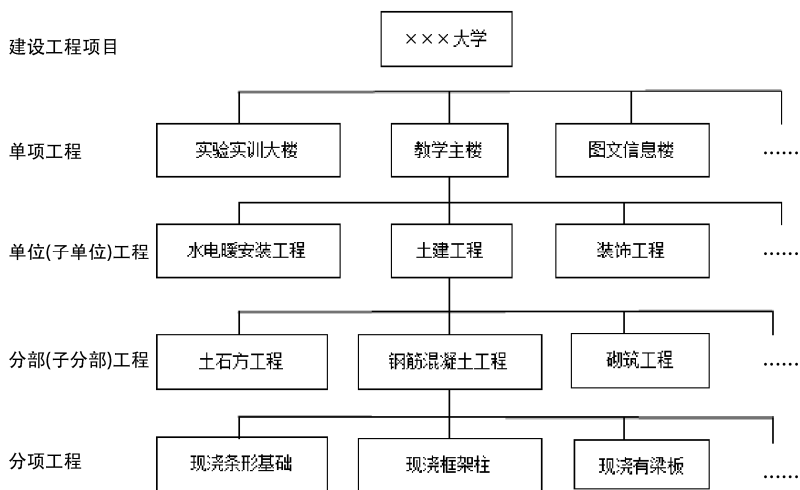 建设工程项目
×××大学
单项工程
实验实训大楼
教学主楼
图文信息楼
……
单位(子单位)工程
水电暖安装工程
土建工程
装饰工程
……
分部(子分部)工程
土石方工程
钢筋混凝土工程
砌筑工程
……
分项工程
现浇条形基础
现浇框架柱
现浇有梁板
……